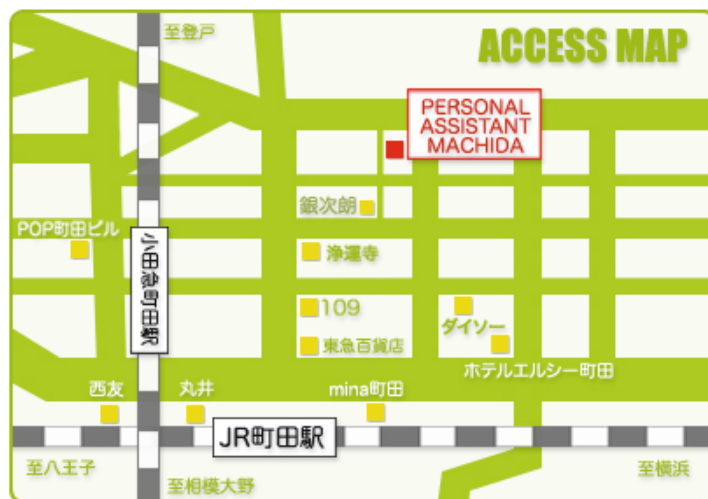 至登戸
ACCESS MAP
PERSONAL
ASSISTANT
MACHIDA
銀次朗
POP町田ビル
小田急町田駅
浄運寺
109
ダイソー
東急百貨店
ホテルエルシー町田
西友
丸井
mina町田
JR町田駅
至八王子
至横浜
至相模大野